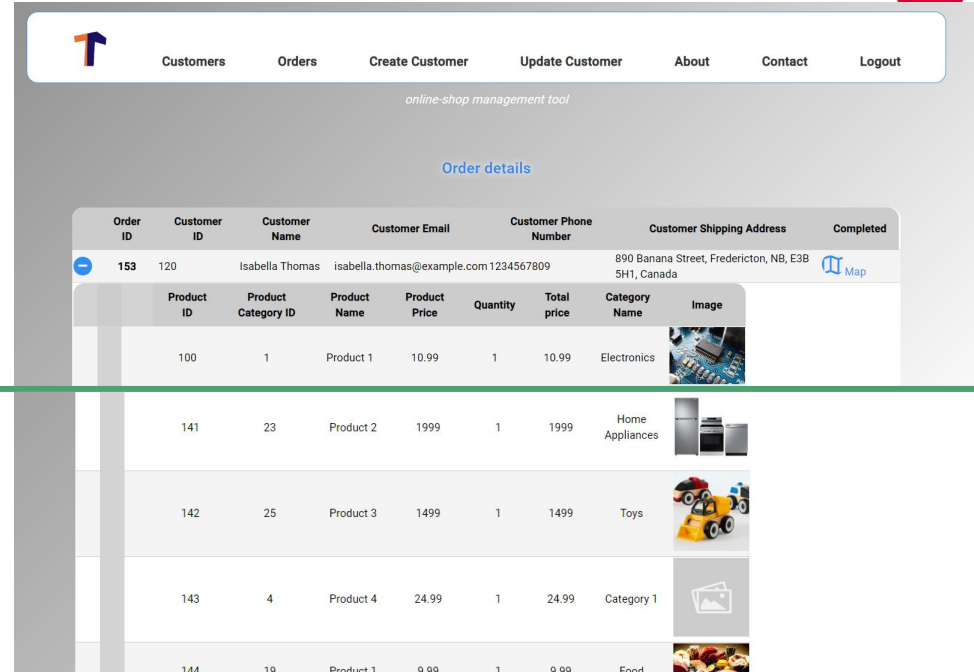 Customers Orders Create Customer Update Customer About Contact Logout
online-shop management tool
Order details
Order ID Customer ID Customer Name Customer Email Customer Phone Number Customer Shipping Address Completed
153 120 Isabella Thomas isabella.thomas@example.com 1234567809 890 Banana Street, Fredericton, NB, E3B
5H1, Canada
Map
Product ID Product Category ID Product Name Product Price Quantity Total price Category Name Image
100 1 Product 1 10.99 1 10.99 Electronics
141 23 Product 2 1999 1 1999 Home Appliances
142 25 Product 3 1499 1 1499 Toys
143 4 Product 4 24.99 1 24.99 Category 1
144 19 Product 1 9.99 1 9.99 Food